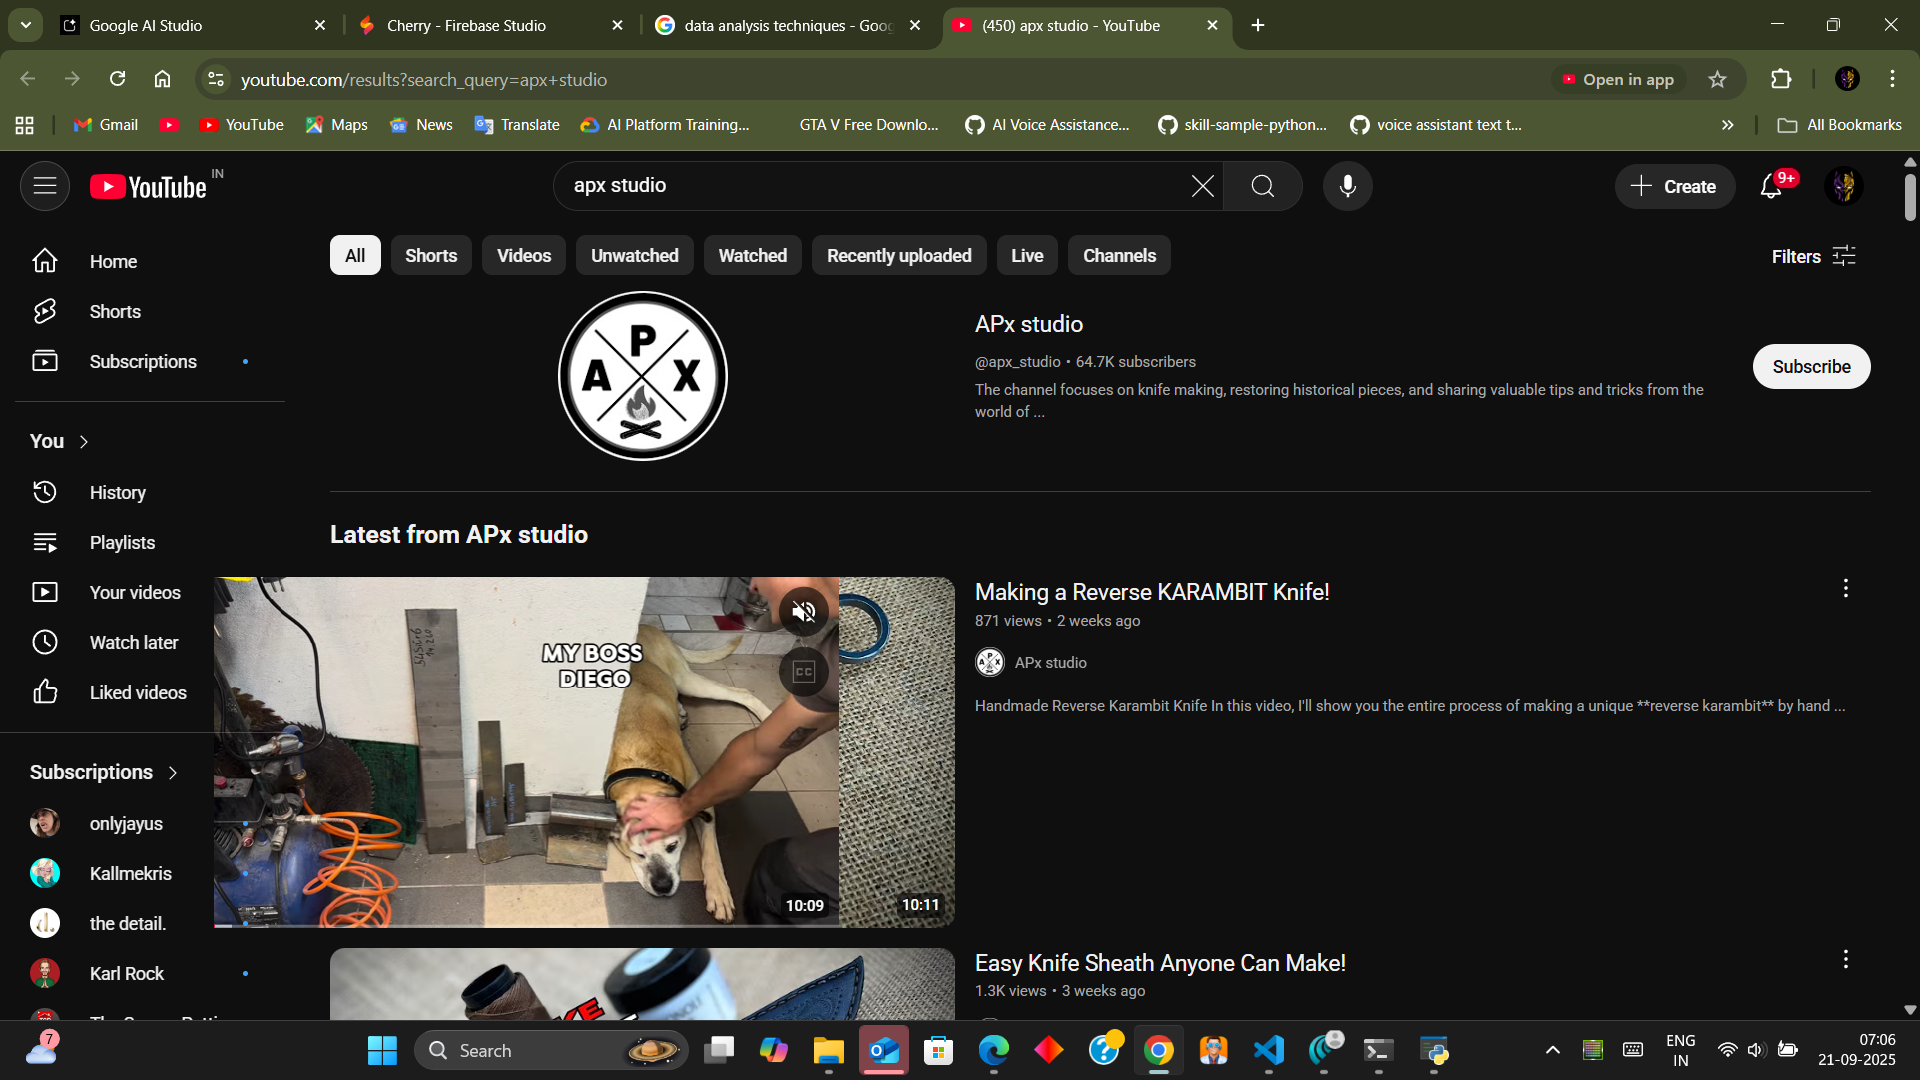 Google AI Studio
Cherry - Firebase Studio
data analysis techniques - Goog
(450) apx studio - YouTube
youtube.com/results?search_query=apx+studio
Open in app
Gmail
YouTube
Maps
News
Translate
AI Platform Training...
GTA V Free Downlo...
AI Voice Assistance...
skill-sample-python...
voice assistant text t...
All Bookmarks
YouTube IN
apx studio
Create
9+
Home
Shorts
Subscriptions
You
History
Playlists
Your videos
Watch later
Liked videos
Subscriptions
onlyjayus
Kallmekris
the detail.
Karl Rock
All
Shorts
Videos
Unwatched
Watched
Recently uploaded
Live
Channels
Filters
A P X
APx studio
@apx_studio • 64.7K subscribers
The channel focuses on knife making, restoring historical pieces, and sharing valuable tips and tricks from the
world of ...
Subscribe
Latest from APx studio
MY BOSS
DIEGO
CC
10:09
10:11
Making a Reverse KARAMBIT Knife!
871 views • 2 weeks ago
APx studio
Handmade Reverse Karambit Knife In this video, I'll show you the entire process of making a unique **reverse karambit** by hand ...
Easy Knife Sheath Anyone Can Make!
1.3K views • 3 weeks ago
7
Search
ENG
IN
07:06
21-09-2025